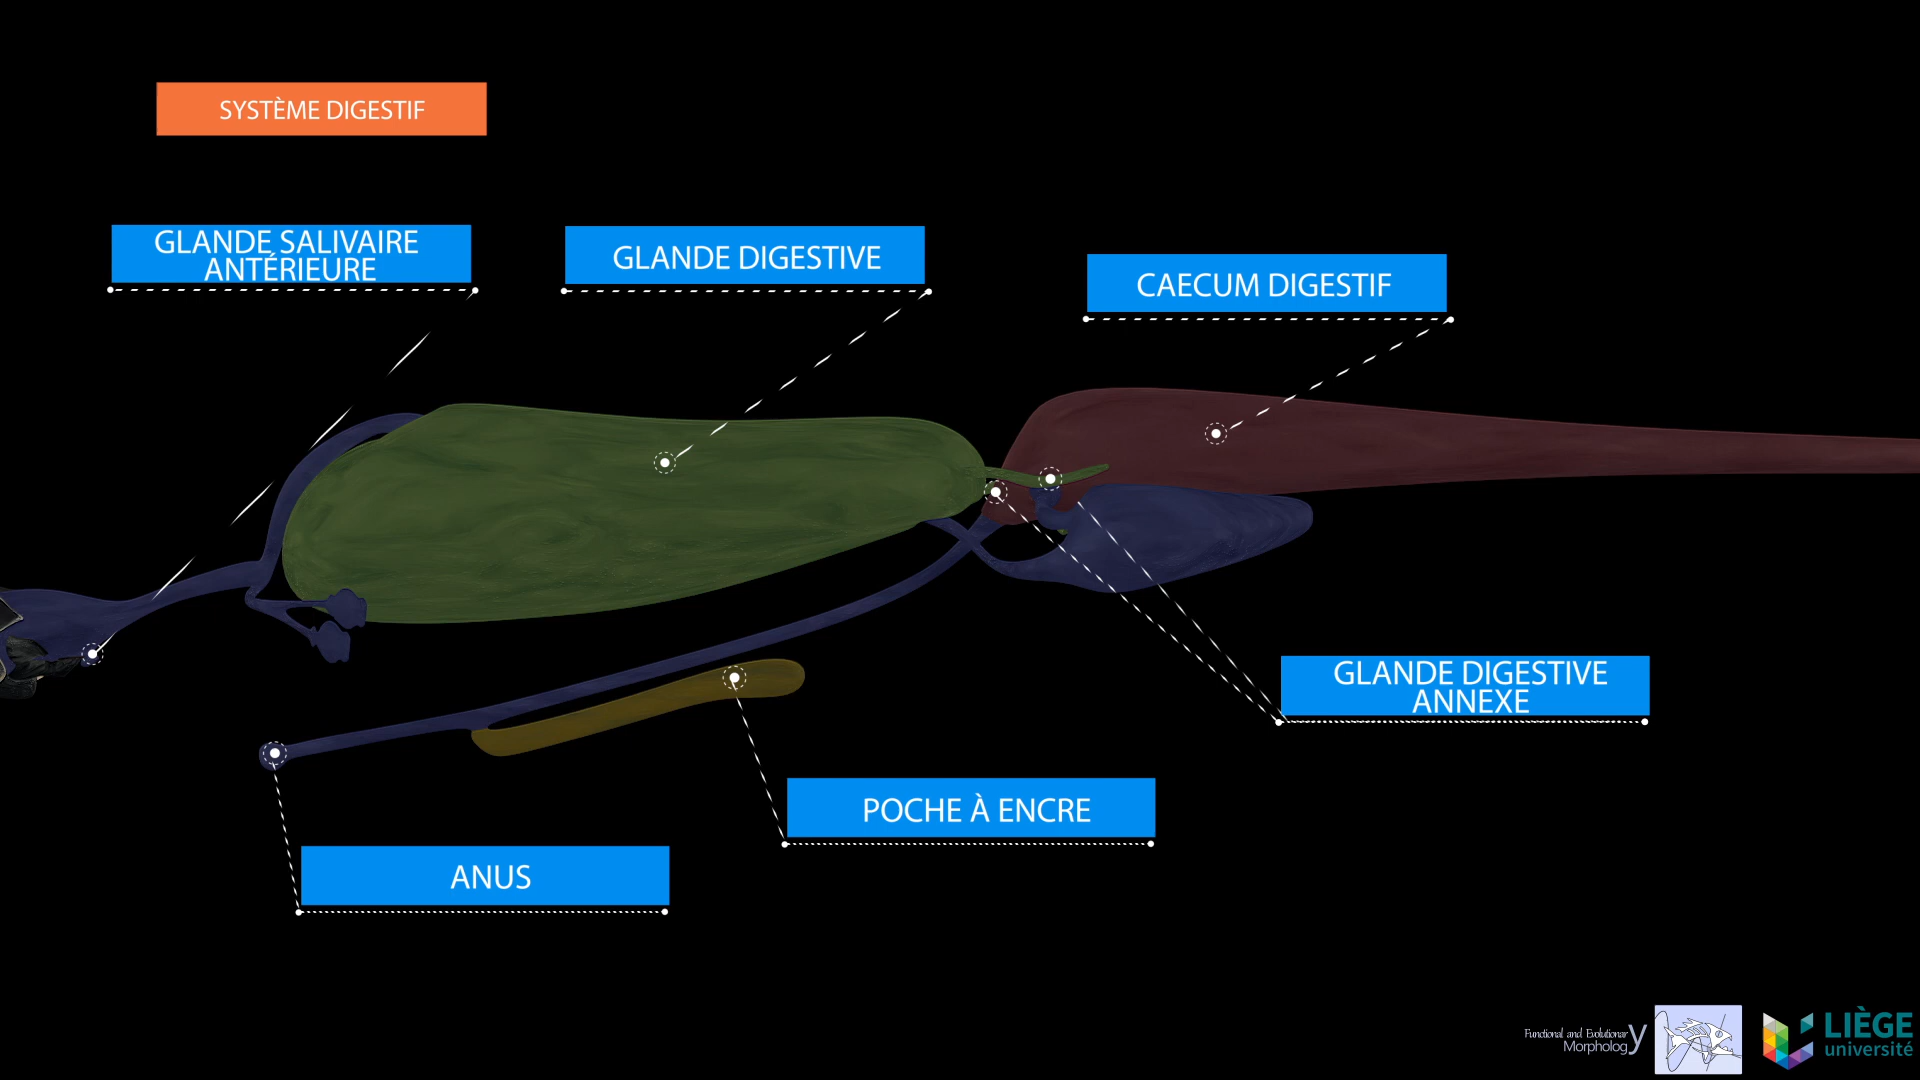 SYSTÈME DIGESTIF
GLANDE SALIVAIRE
ANTÉRIEURE
GLANDE DIGESTIVE
CAECUM DIGESTIF
GLANDE DIGESTIVE
ANNEXE
POCHE À ENCRE
ANUS
Functional and Evolutionary
Morphology
LIÈGE
université